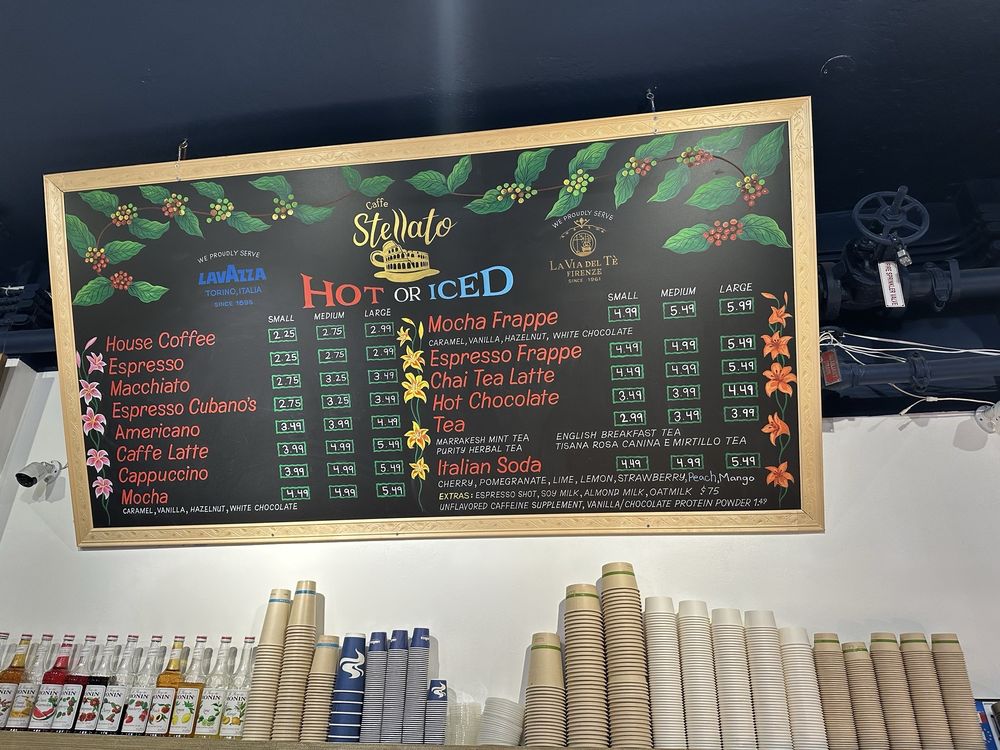 Caffe
Stellato
WE PROUDLY SERVE
LAVAZZA
TORINO, ITALIA
SINCE 1895
WE PROUDLY SERVE
LA VIA DEL TÈ
FIRENZE
SINCE 1961
HOT OR ICED
SMALL MEDIUM LARGE
House Coffee 2.25 2.75 2.99
Espresso 2.25 2.75 2.99
Macchiato 2.75 3.25 3.49
Espresso Cubano's 2.75 3.25 3.49
Americano 3.49 3.99 4.49
Caffe Latte 3.99 4.99 5.49
Cappuccino 3.99 4.99 5.49
Mocha 4.49 4.99 5.49
CARAMEL, VANILLA, HAZELNUT, WHITE CHOCOLATE
SMALL MEDIUM LARGE
Mocha Frappe 4.99 5.49 5.99
CARAMEL, VANILLA, HAZELNUT, WHITE CHOCOLATE
Espresso Frappe 4.49 4.99 5.49
Chai Tea Latte 4.49 4.99 5.49
Hot Chocolate 3.49 3.99 4.49
Tea 2.99 3.49 3.99
MARRAKESH MINT TEA ENGLISH BREAKFAST TEA
PURITY HERBAL TEA TISANA ROSA CANINA E MIRTILLO TEA
Italian Soda 4.49 4.99 5.49
CHERRY, POMEGRANATE, LIME, LEMON, STRAWBERRY, Peach, Mango
EXTRAS: ESPRESSO SHOT, SOY MILK, ALMOND MILK, OATMILK $75
UNFLAVORED CAFFEINE SUPPLEMENT, VANILLA/CHOCOLATE PROTEIN POWDER 1.49
FIRE SPRINKLER VALVE
MONIN